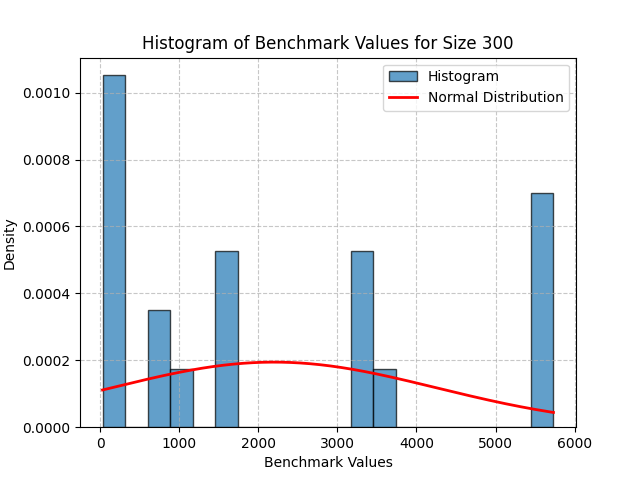 Histogram of Benchmark Values for Size 300
Histogram
Normal Distribution
0.0010
0.0008
0.0006
0.0004
0.0002
0.0000
Density
0 1000 2000 3000 4000 5000 6000
Benchmark Values